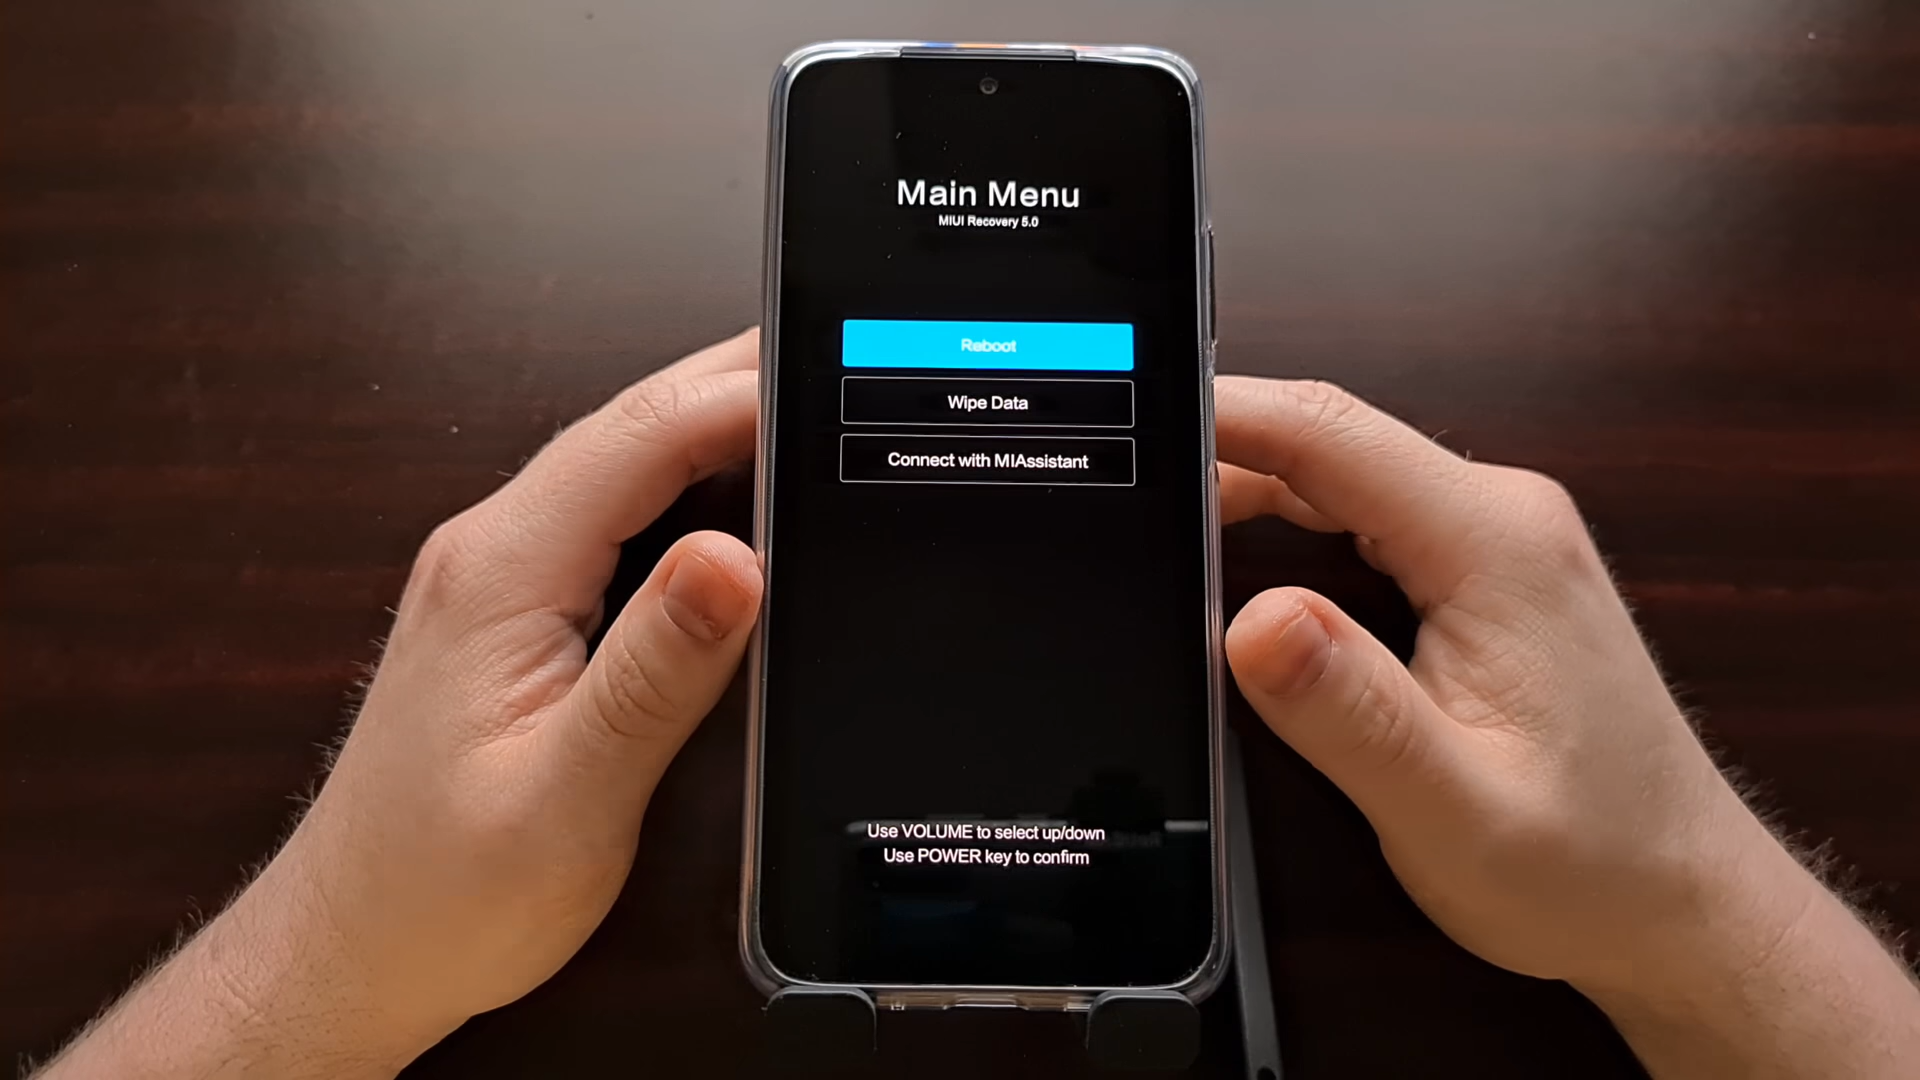 Main Menu
MIUI Recovery 5.0
Reboot
Wipe Data
Connect with MIAssistant
Use VOLUME to select up/down
Use POWER key to confirm